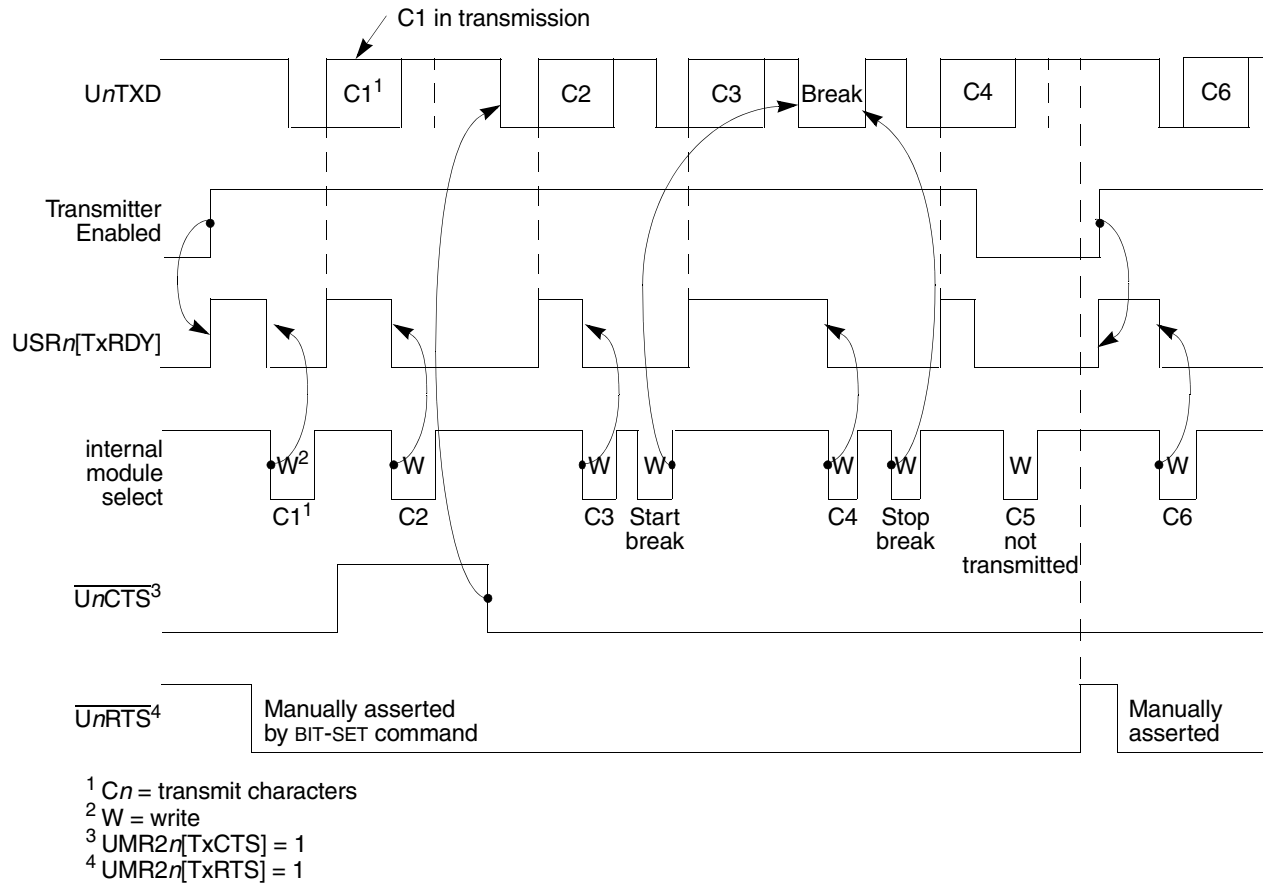 C1 in transmission
UnTXD
C1¹
C2
C3
Break
C4
C6
Transmitter
Enabled
USRn[TxRDY]
internal
module
select
W²
W
W
W
W
W
W
W
C1¹
C2
C3
Start
break
C4
Stop
break
C5
not
transmitted
C6
UnCTS³
UnRTS⁴
Manually asserted
by BIT-SET command
Manually
asserted
¹ Cn = transmit characters
² W = write
³ UMR2n[TxCTS] = 1
⁴ UMR2n[TxRTS] = 1